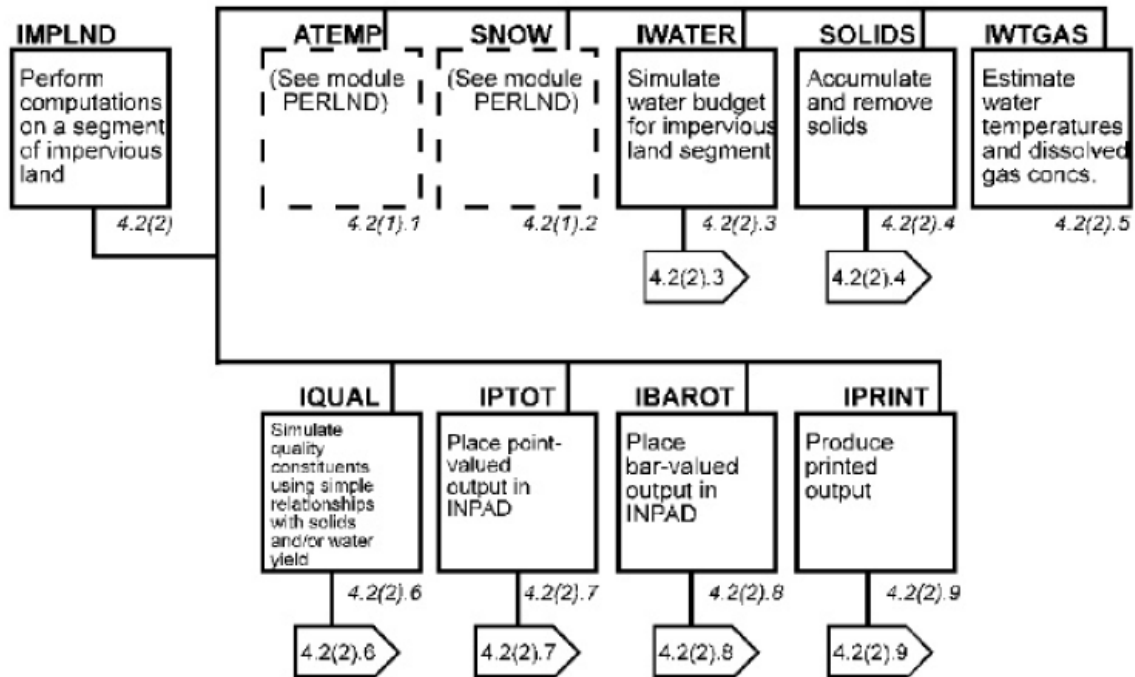 IMPLND
Perform
computations
on a segment
of impervious
land
4.2(2)
ATEMP
(See module
PERLND)
4.2(1).1
SNOW
(See module
PERLND)
4.2(1).2
IWATER
Simulate
water budget
for impervious
land segment
4.2(2).3
4.2(2).3
SOLIDS
Accumulate
and remove
solids
4.2(2).4
4.2(2).4
IWTGAS
Estimate
water
temperatures
and dissolved
gas concs.
4.2(2).5
IQUAL
Simulate
quality
constituents
using simple
relationships
with solids
and/or water
yield
4.2(2).6
4.2(2).6
IPTOT
Place point-
valued
output in
INPAD
4.2(2).7
4.2(2).7
IBAROT
Place
bar-valued
output in
INPAD
4.2(2).8
4.2(2).8
IPRINT
Produce
printed
output
4.2(2).9
4.2(2).9